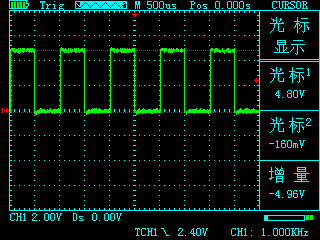 Trig M 500us Pos 0.000s CURSOR
光标
显示
光标1
4.80V
光标2
-160mV
增量
-4.96V
CH1 2.00V Ds 0.00V
TCH1 2.40V CH1: 1.000KHz